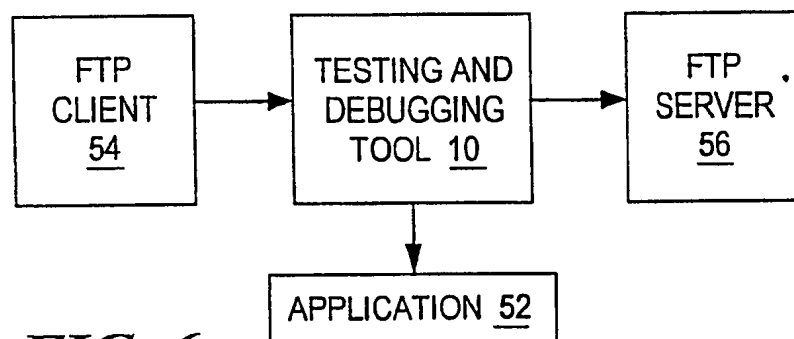 FTP
CLIENT
54
TESTING AND
DEBUGGING
TOOL 10
FTP
SERVER
56
APPLICATION 52
FIG. 6